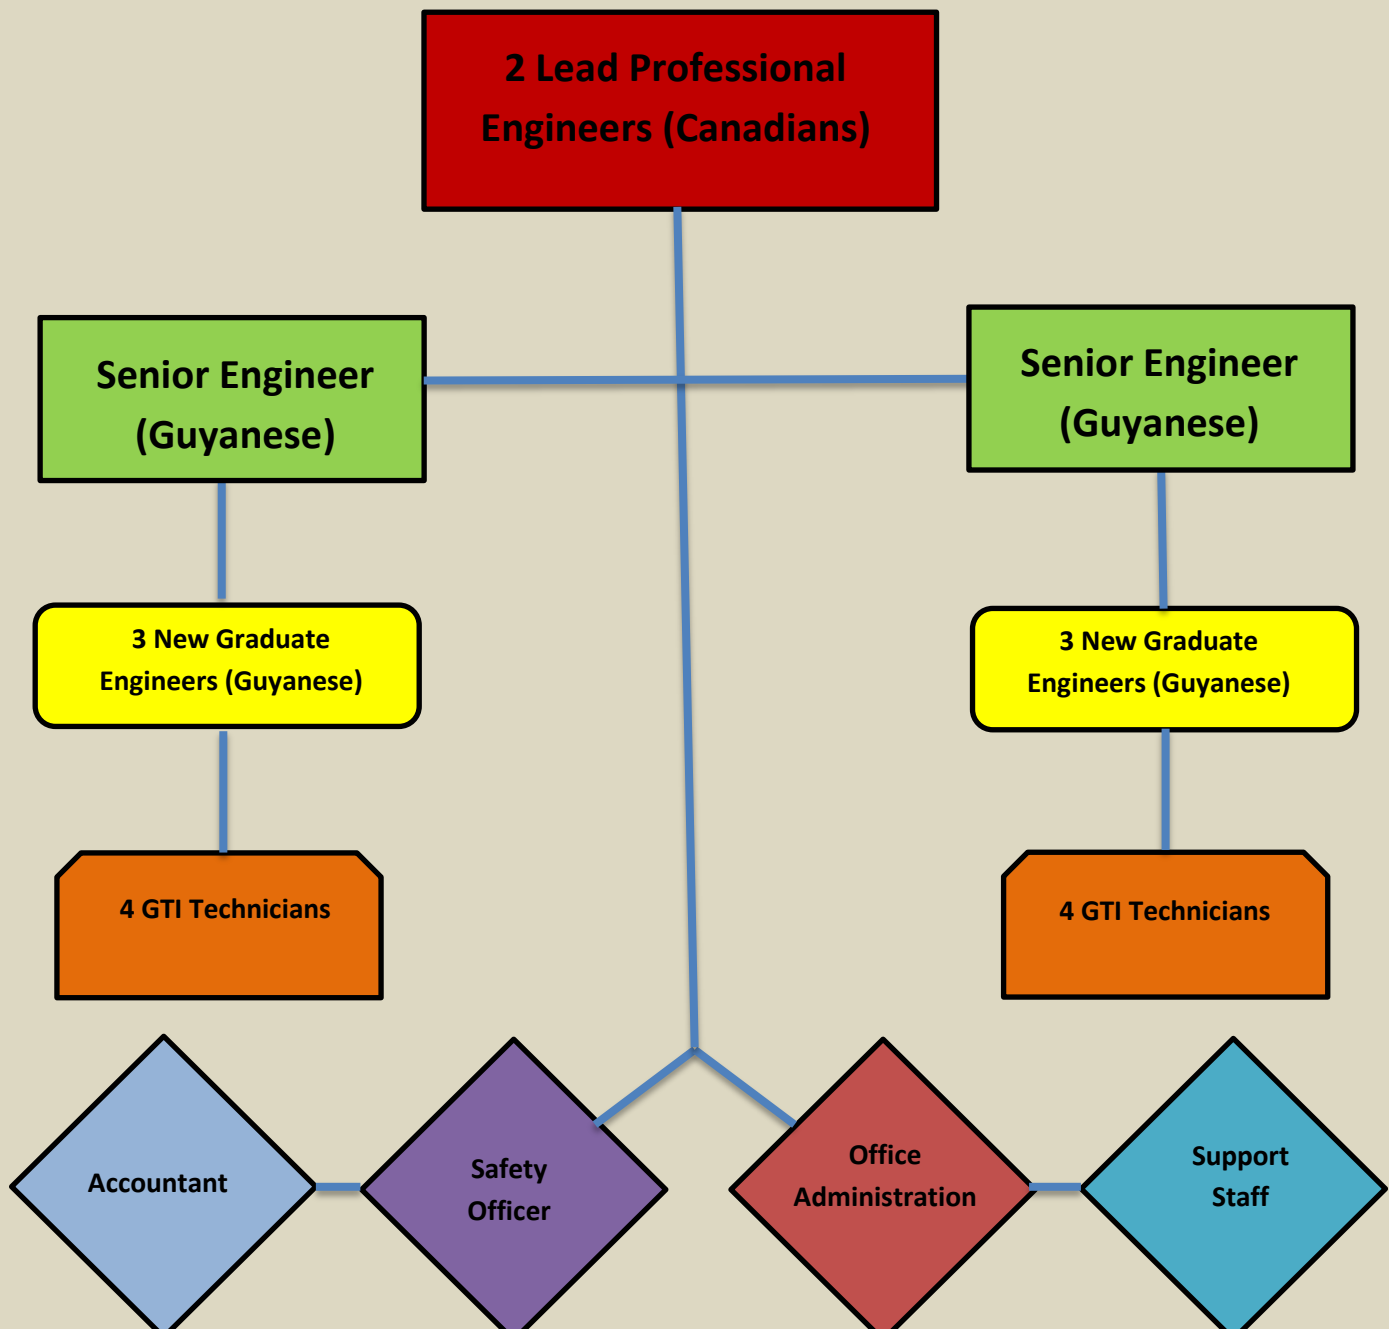 2 Lead Professional
Engineers (Canadians)
Senior Engineer
(Guyanese)
Senior Engineer
(Guyanese)
3 New Graduate
Engineers (Guyanese)
3 New Graduate
Engineers (Guyanese)
4 GTI Technicians
4 GTI Technicians
Accountant
Safety
Officer
Office
Administration
Support
Staff